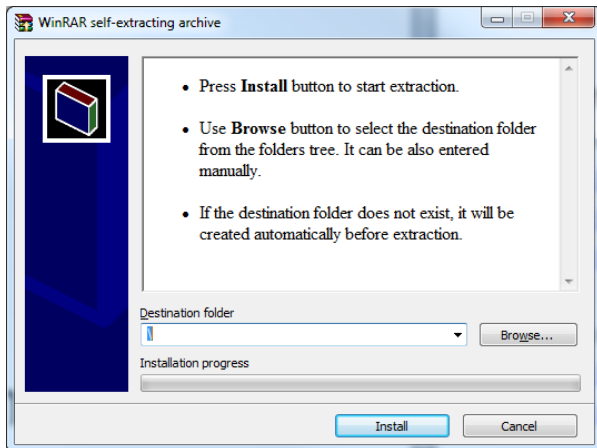 WinRAR self-extracting archive
• Press Install button to start extraction.
• Use Browse button to select the destination folder
from the folders tree. It can be also entered
manually.
• If the destination folder does not exist, it will be
created automatically before extraction.
Destination folder
\
Browse...
Installation progress
Install
Cancel